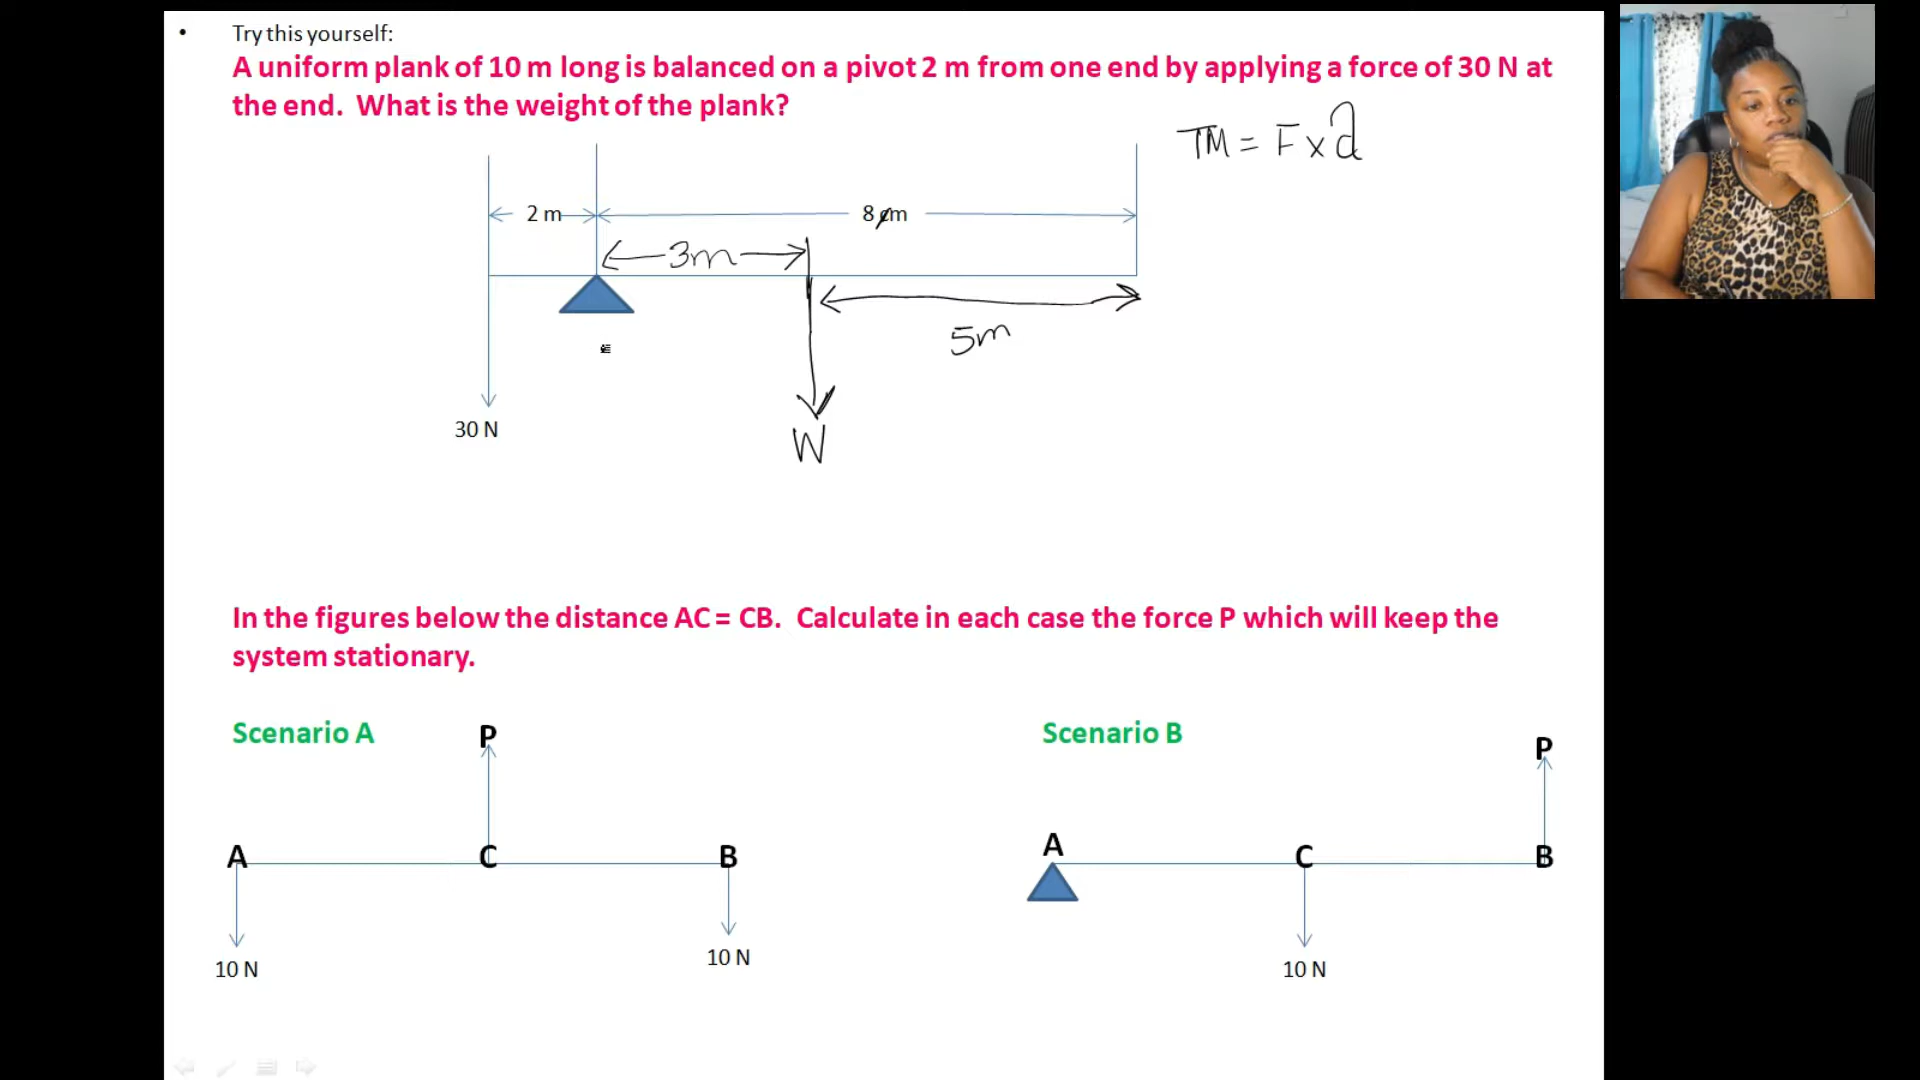 • Try this yourself:
A uniform plank of 10 m long is balanced on a pivot 2 m from one end by applying a force of 30 N at
the end. What is the weight of the plank?
TM = F x d
2 m
8 cm
3m
5m
30 N
W
In the figures below the distance AC = CB. Calculate in each case the force P which will keep the
system stationary.
Scenario A
P
A
C
B
10 N
10 N
Scenario B
P
A
C
B
10 N